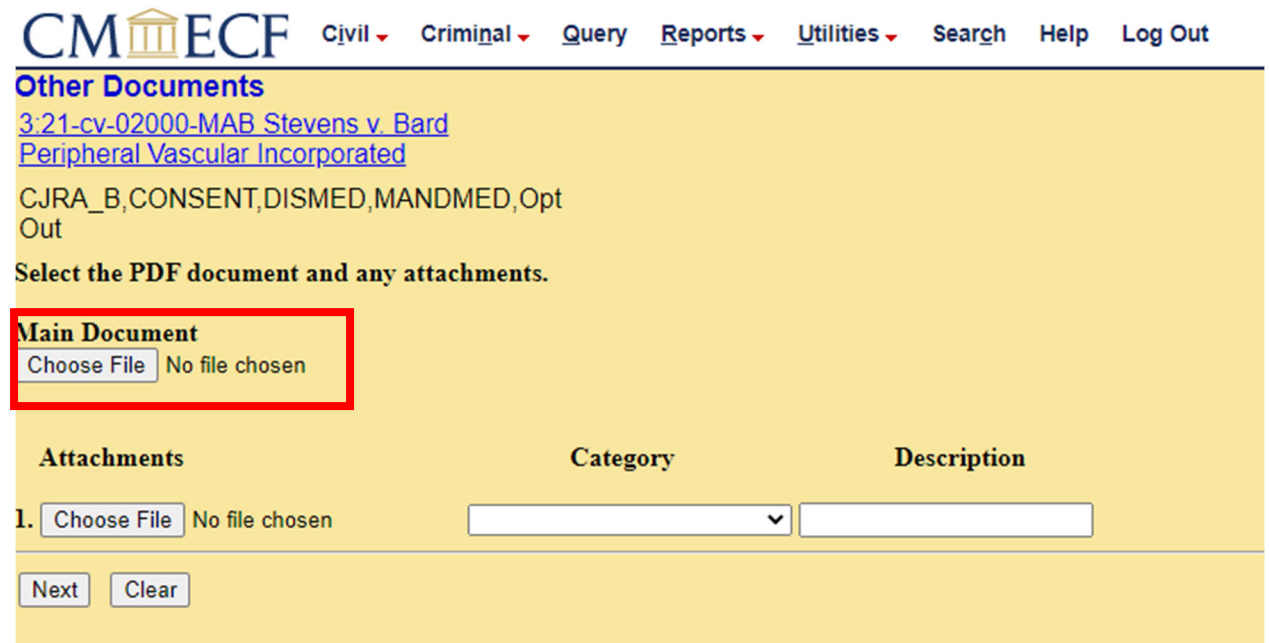 CM ECF Civil Criminal Query Reports Utilities Search Help Log Out
Other Documents
3:21-cv-02000-MAB Stevens v. Bard
Peripheral Vascular Incorporated
CJRA_B,CONSENT,DISMED,MANDMED,Opt
Out
Select the PDF document and any attachments.
Main Document
Choose File No file chosen
Attachments Category Description
1. Choose File No file chosen
Next Clear